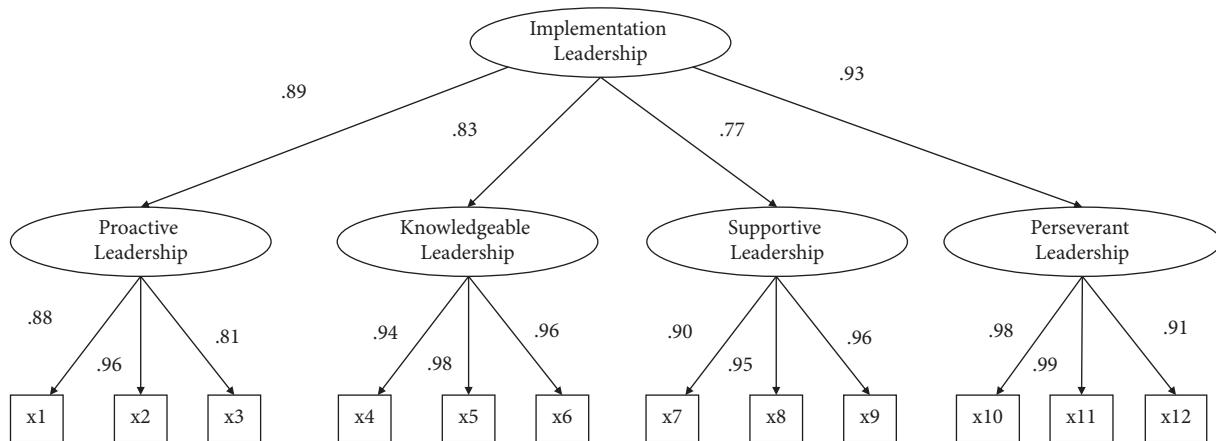 Implementation
Leadership
.89
.83
.77
.93
Proactive
Leadership
Knowledgeable
Leadership
Supportive
Leadership
Perseverant
Leadership
.88
.96
.81
.94
.98
.96
.90
.95
.96
.98
.99
.91
x1
x2
x3
x4
x5
x6
x7
x8
x9
x10
x11
x12